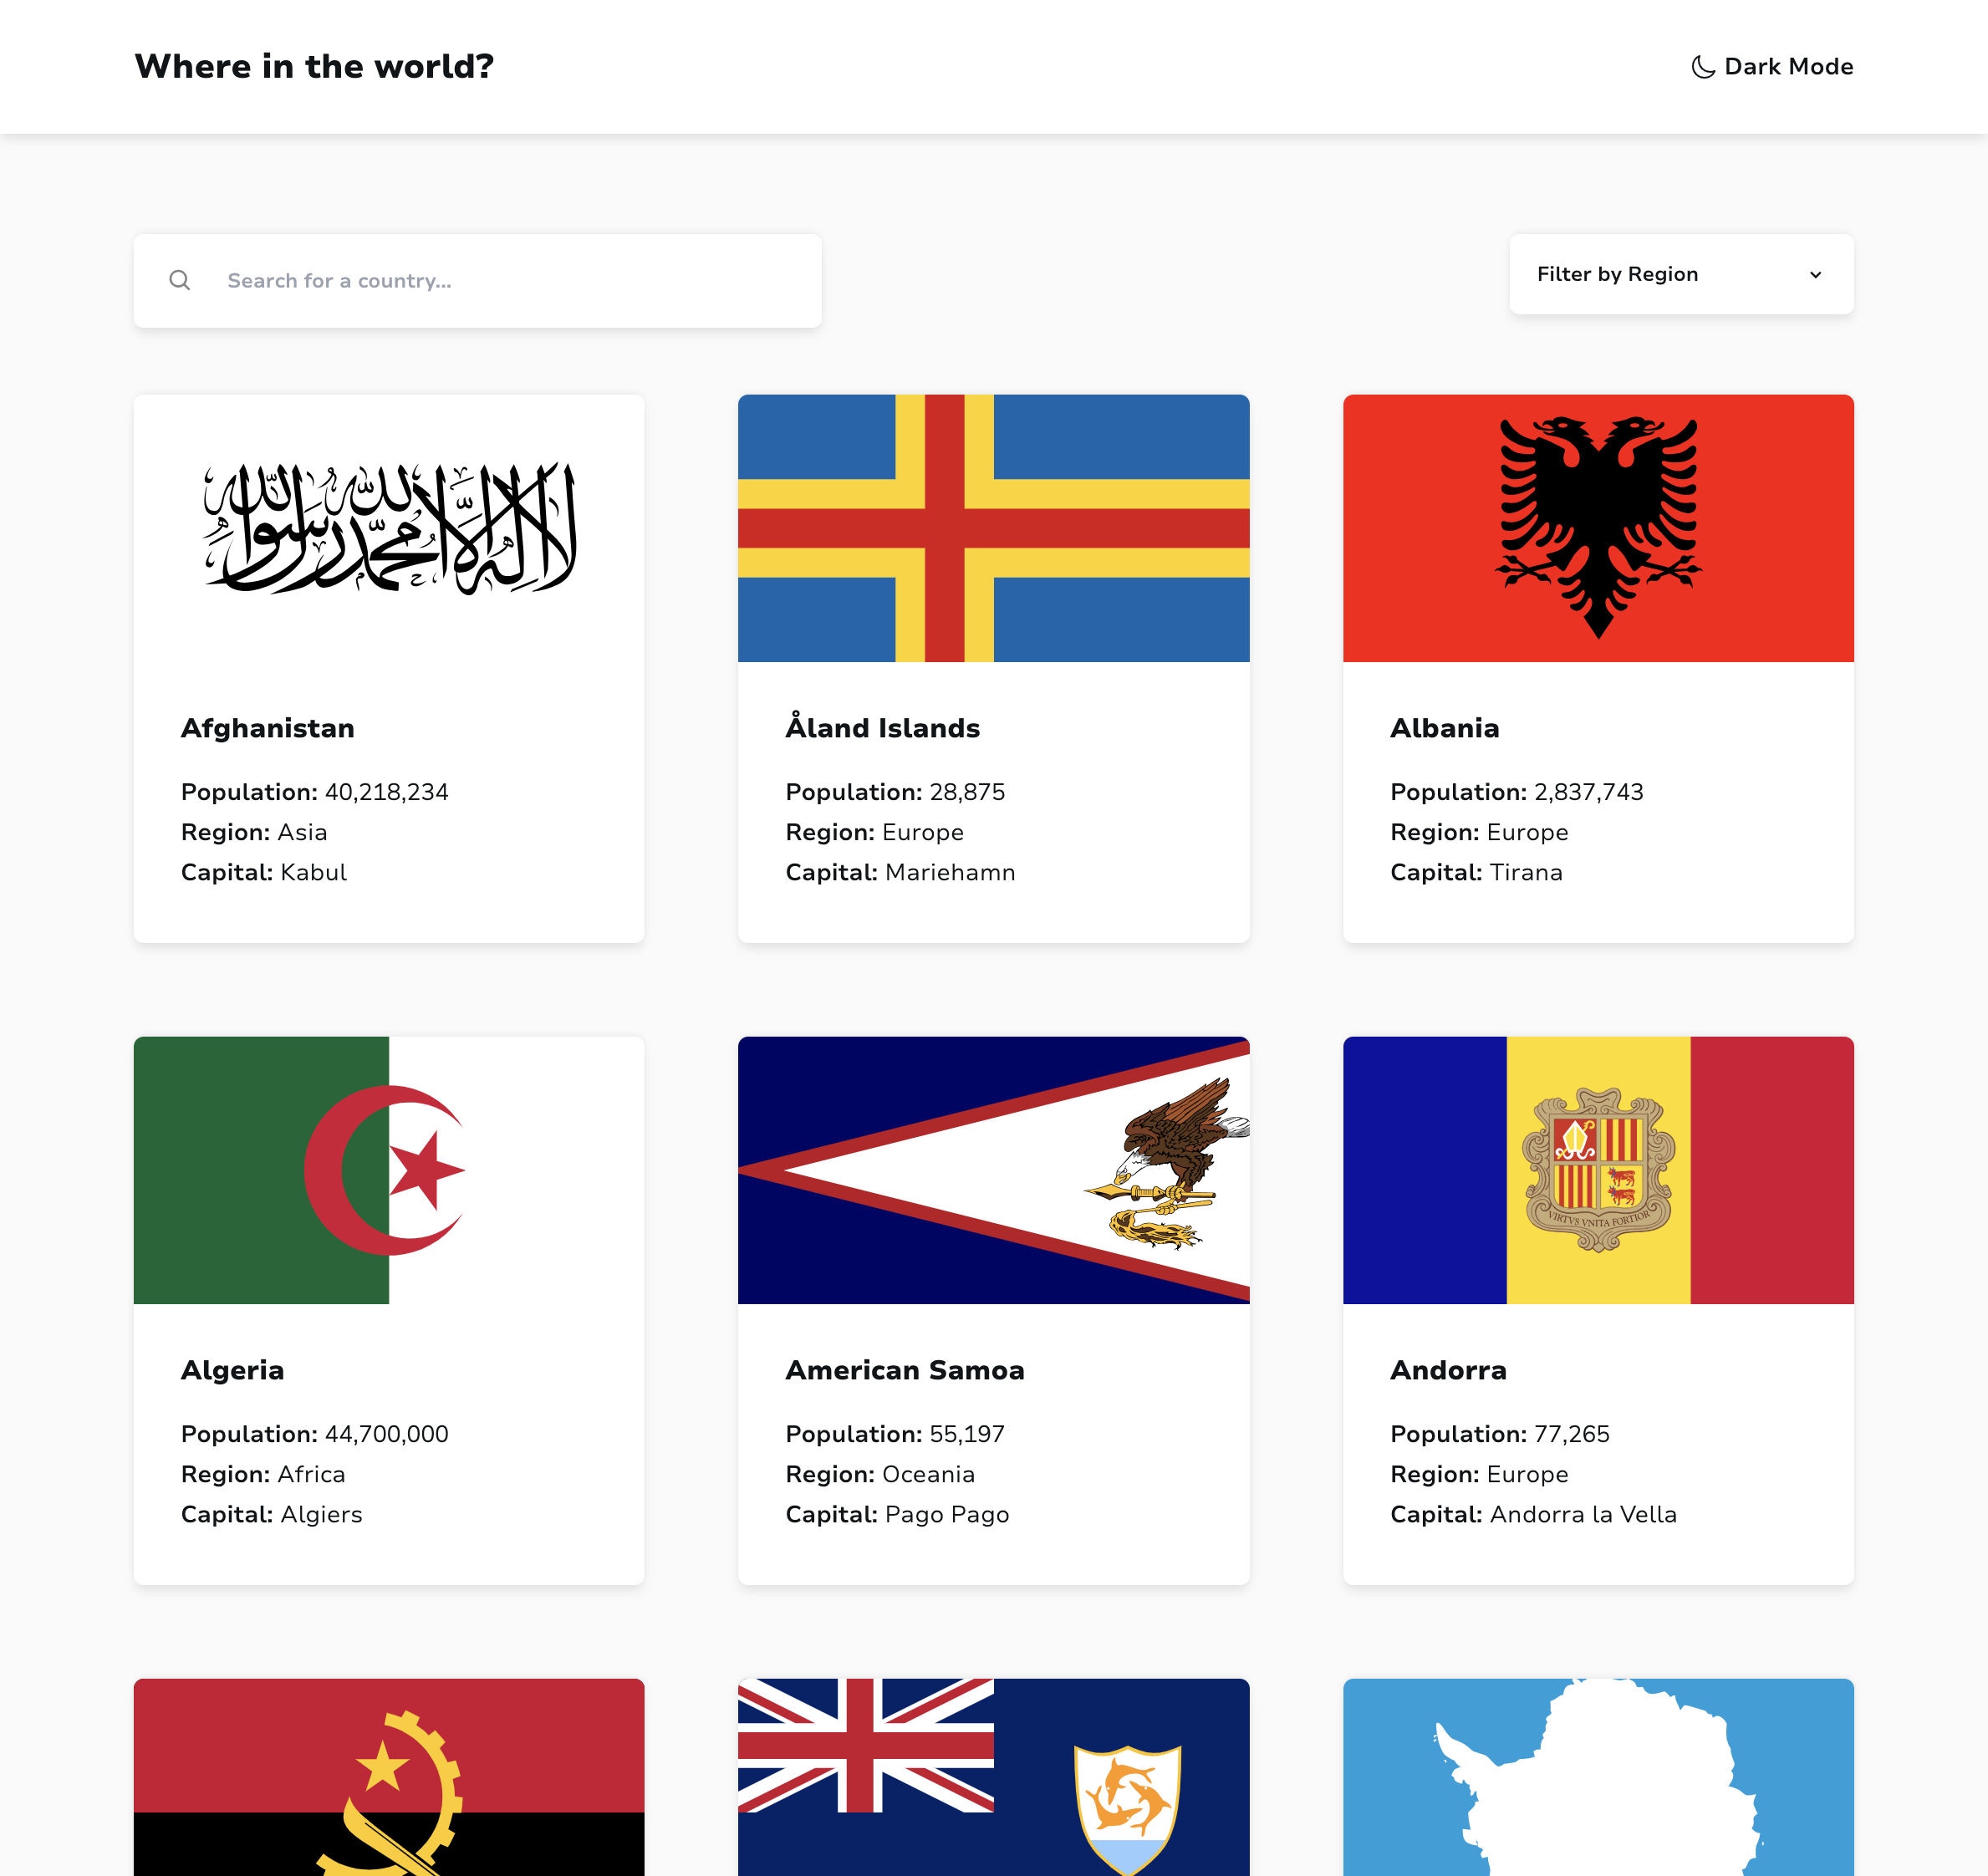 Where in the world?
Dark Mode
Search for a country...
Filter by Region
لا إله إلا الله محمد رسول الله
Afghanistan
Population: 40,218,234
Region: Asia
Capital: Kabul
Åland Islands
Population: 28,875
Region: Europe
Capital: Mariehamn
Albania
Population: 2,837,743
Region: Europe
Capital: Tirana
VIRTVS VNITA FORTIOR
Algeria
Population: 44,700,000
Region: Africa
Capital: Algiers
American Samoa
Population: 55,197
Region: Oceania
Capital: Pago Pago
Andorra
Population: 77,265
Region: Europe
Capital: Andorra la Vella